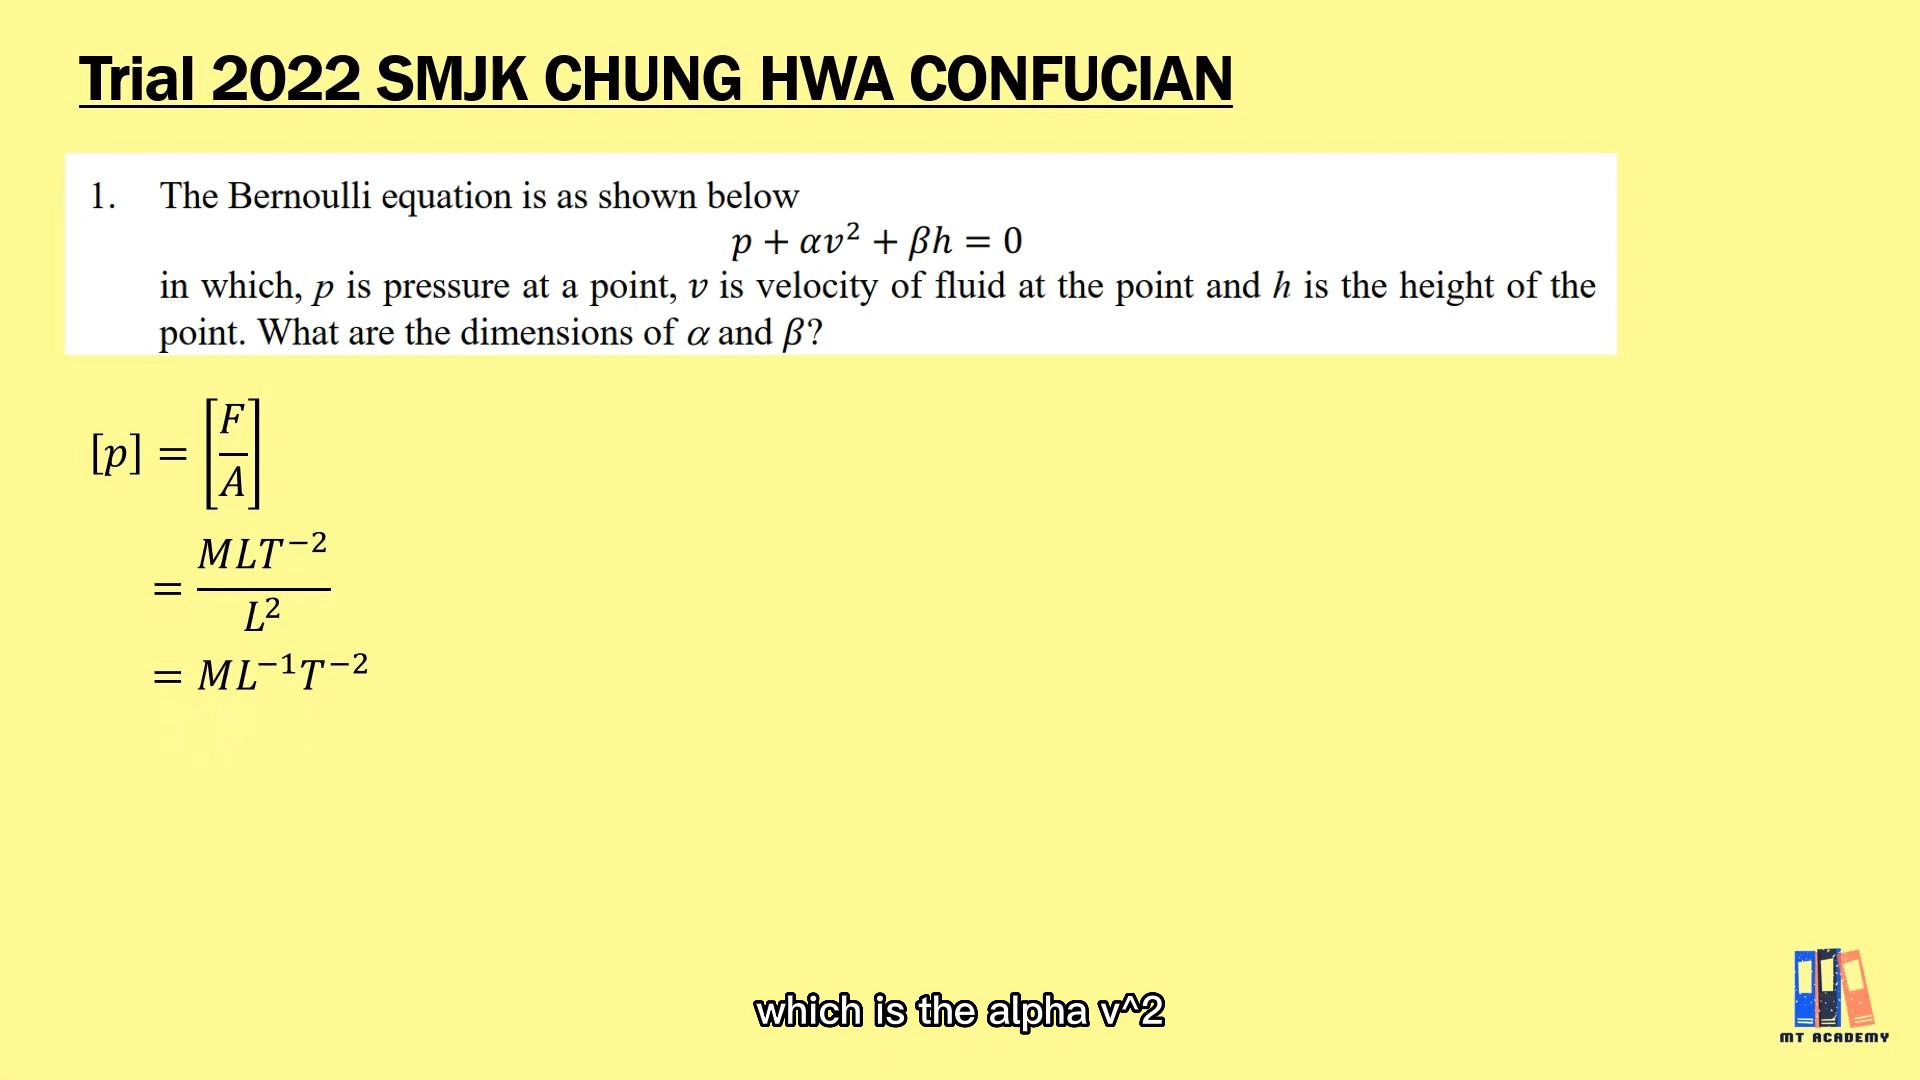 Trial 2022 SMJK CHUNG HWA CONFUCIAN
1. The Bernoulli equation is as shown below
p + αv² + βh = 0
in which, p is pressure at a point, v is velocity of fluid at the point and h is the height of the
point. What are the dimensions of α and β?
[p] = [F/A]
= MLT⁻²/L²
= ML⁻¹T⁻²
which is the alpha v^2
MT ACADEMY